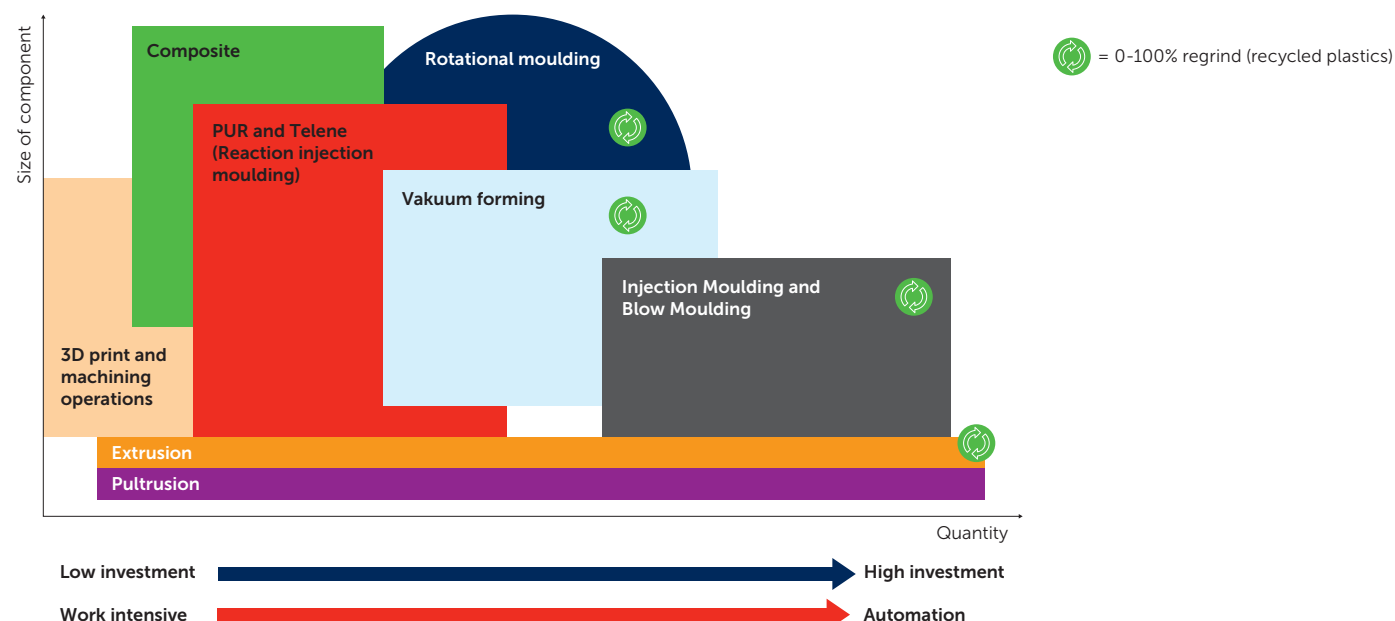 Size of component
Composite
Rotational moulding
= 0-100% regrind (recycled plastics)
PUR and Telene
(Reaction injection
moulding)
Vakuum forming
Injection Moulding and
Blow Moulding
3D print and
machining
operations
Extrusion
Pultrusion
Quantity
Low investment
High investment
Work intensive
Automation